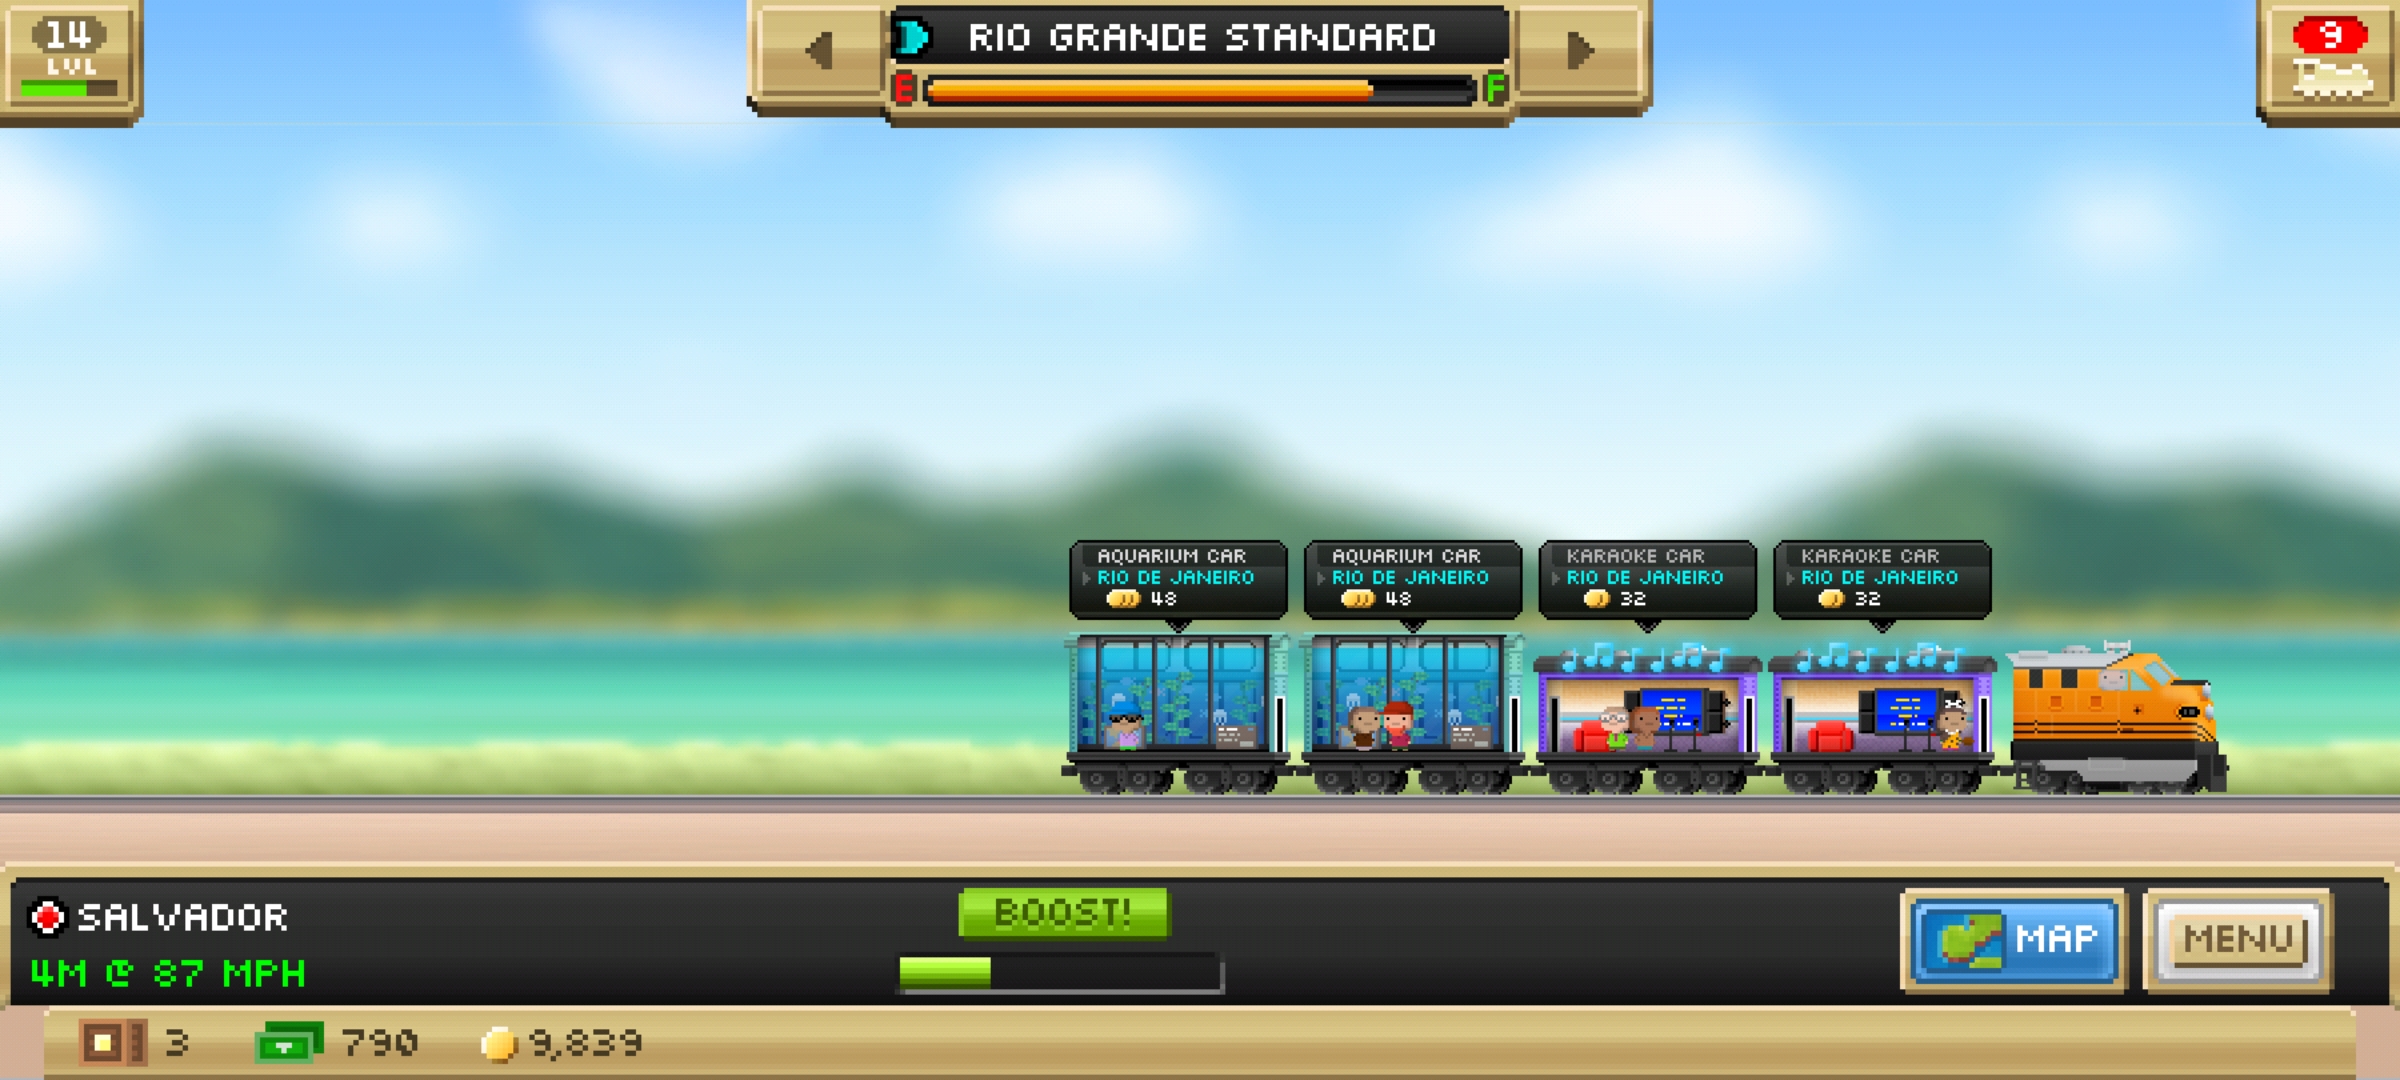 14
LVL
RIO GRANDE STANDARD
E
F
9
AQUARIUM CAR
RIO DE JANEIRO
48
AQUARIUM CAR
RIO DE JANEIRO
48
KARAOKE CAR
RIO DE JANEIRO
32
KARAOKE CAR
RIO DE JANEIRO
32
SALVADOR
4M @ 87 MPH
BOOST!
MAP
MENU
3
790
9,839